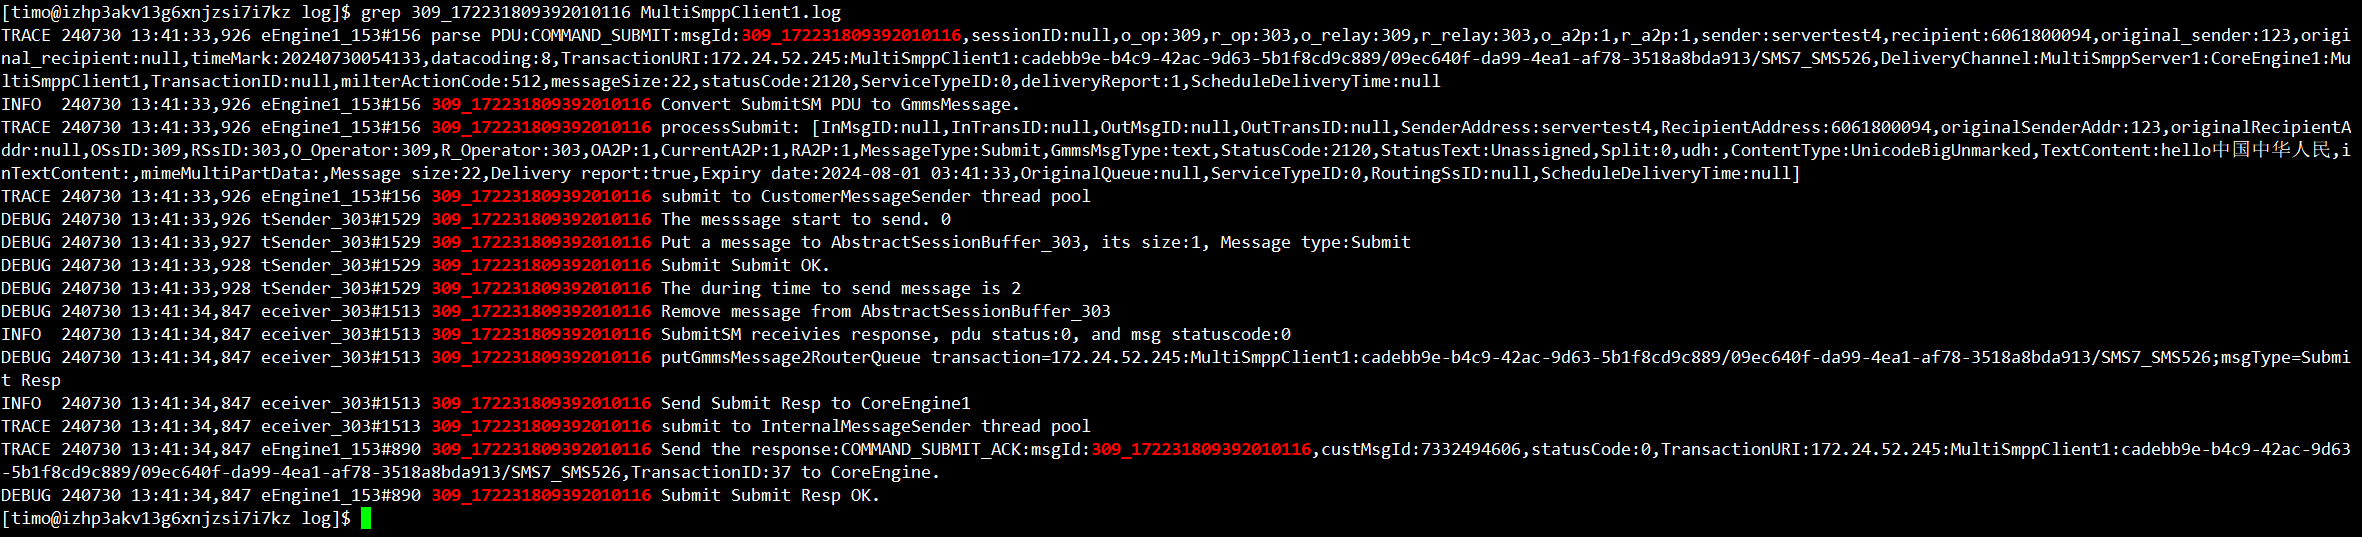 [timo@izhp3akv13g6xnjzsi7i7kz log]$ grep 309_172231809392010116 MultiSmppClient1.log
TRACE 240730 13:41:33,926 eEngine1_153#156 parse PDU:COMMAND_SUBMIT:msgId:309_172231809392010116,sessionID:null,o_op:309,r_op:303,o_relay:309,r_relay:303,o_a2p:1,r_a2p:1,sender:servertest4,recipient:6061800094,original_sender:123,origi
nal_recipient:null,timeMark:20240730054133,datacoding:8,TransactionURI:172.24.52.245:MultiSmppClient1:cadebb9e-b4c9-42ac-9d63-5b1f8cd9c889/09ec640f-da99-4ea1-af78-3518a8bda913/SMS7_SMS526,DeliveryChannel:MultiSmppServer1:CoreEngine1:Mu
ltiSmppClient1,TransactionID:null,milterActionCode:512,messageSize:22,statusCode:2120,ServiceTypeID:0,deliveryReport:1,ScheduleDeliveryTime:null
INFO  240730 13:41:33,926 eEngine1_153#156 309_172231809392010116 Convert SubmitSM PDU to GmmsMessage.
TRACE 240730 13:41:33,926 eEngine1_153#156 309_172231809392010116 processSubmit: [InMsgID:null,InTransID:null,OutMsgID:null,OutTransID:null,SenderAddress:servertest4,RecipientAddress:6061800094,originalSenderAddr:123,originalRecipientA
ddr:null,OSsID:309,RSsID:303,O_Operator:309,R_Operator:303,OA2P:1,CurrentA2P:1,RA2P:1,MessageType:Submit,GmmsMsgType:text,StatusCode:2120,StatusText:Unassigned,Split:0,udh:,ContentType:UnicodeBigUnmarked,TextContent:hello中国中华人民,i
nTextContent:,mimeMultiPartData:,Message size:22,Delivery report:true,Expiry date:2024-08-01 03:41:33,OriginalQueue:null,ServiceTypeID:0,RoutingSsID:null,ScheduleDeliveryTime:null]
TRACE 240730 13:41:33,926 eEngine1_153#156 309_172231809392010116 submit to CustomerMessageSender thread pool
DEBUG 240730 13:41:33,926 tSender_303#1529 309_172231809392010116 The messsage start to send. 0
DEBUG 240730 13:41:33,927 tSender_303#1529 309_172231809392010116 Put a message to AbstractSessionBuffer_303, its size:1, Message type:Submit
DEBUG 240730 13:41:33,928 tSender_303#1529 309_172231809392010116 Submit Submit OK.
DEBUG 240730 13:41:33,928 tSender_303#1529 309_172231809392010116 The during time to send message is 2
DEBUG 240730 13:41:34,847 eceiver_303#1513 309_172231809392010116 Remove message from AbstractSessionBuffer_303
INFO  240730 13:41:34,847 eceiver_303#1513 309_172231809392010116 SubmitSM receivies response, pdu status:0, and msg statuscode:0
DEBUG 240730 13:41:34,847 eceiver_303#1513 309_172231809392010116 putGmmsMessage2RouterQueue transaction=172.24.52.245:MultiSmppClient1:cadebb9e-b4c9-42ac-9d63-5b1f8cd9c889/09ec640f-da99-4ea1-af78-3518a8bda913/SMS7_SMS526;msgType=Submi
t Resp
INFO  240730 13:41:34,847 eceiver_303#1513 309_172231809392010116 Send Submit Resp to CoreEngine1
TRACE 240730 13:41:34,847 eceiver_303#1513 309_172231809392010116 submit to InternalMessageSender thread pool
TRACE 240730 13:41:34,847 eEngine1_153#890 309_172231809392010116 Send the response:COMMAND_SUBMIT_ACK:msgId:309_172231809392010116,custMsgId:7332494606,statusCode:0,TransactionURI:172.24.52.245:MultiSmppClient1:cadebb9e-b4c9-42ac-9d63
-5b1f8cd9c889/09ec640f-da99-4ea1-af78-3518a8bda913/SMS7_SMS526,TransactionID:37 to CoreEngine.
DEBUG 240730 13:41:34,847 eEngine1_153#890 309_172231809392010116 Submit Submit Resp OK.
[timo@izhp3akv13g6xnjzsi7i7kz log]$